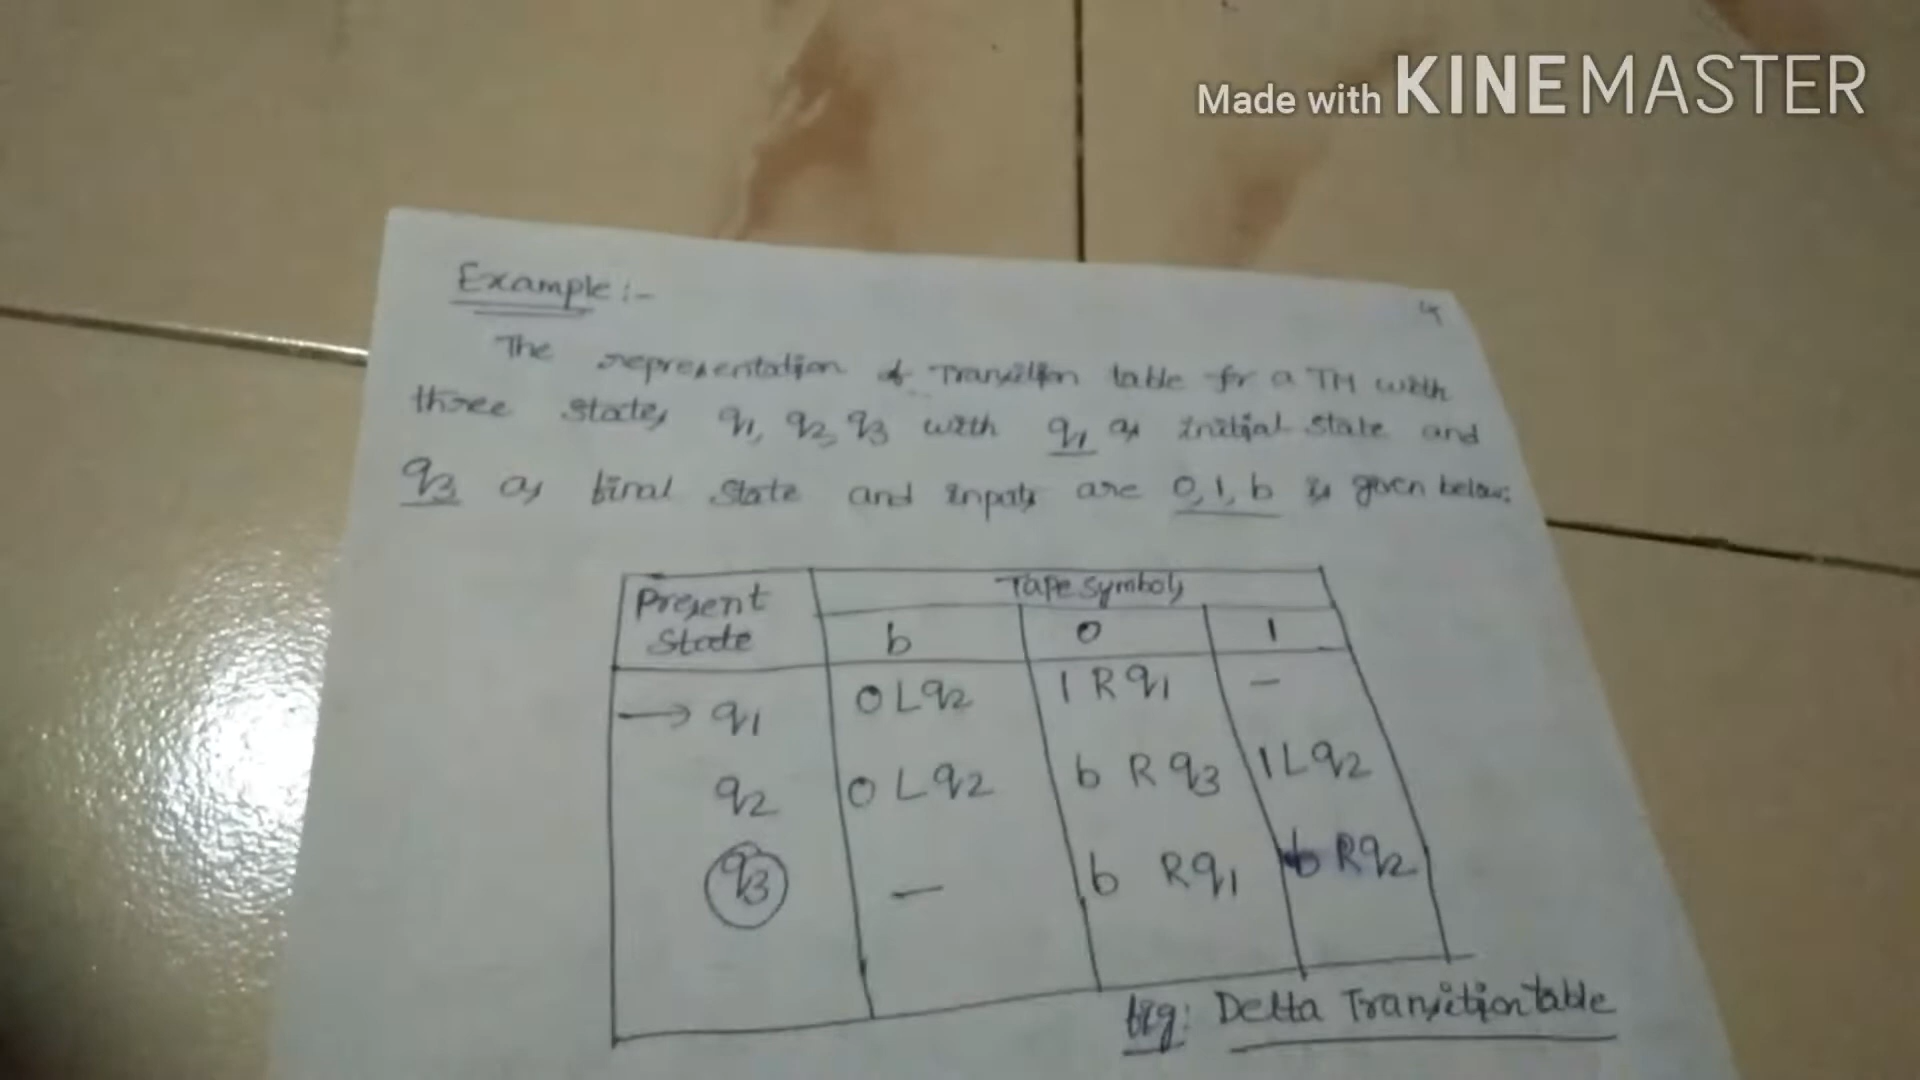 Made with KINEMASTER
Example :-
4
The representation of Transition table for a TM with
three states q1, q2, q3 with q1 as initial state and
q3 as final state and inputs are 0, 1, b is given below:
Present State
Tape symbols
b 0 1
→ q1 0Lq2 1Rq1 —
q2 0Lq2 bRq3 1Lq2
q3 — bRq1 bRq2
fig: Delta Transition table